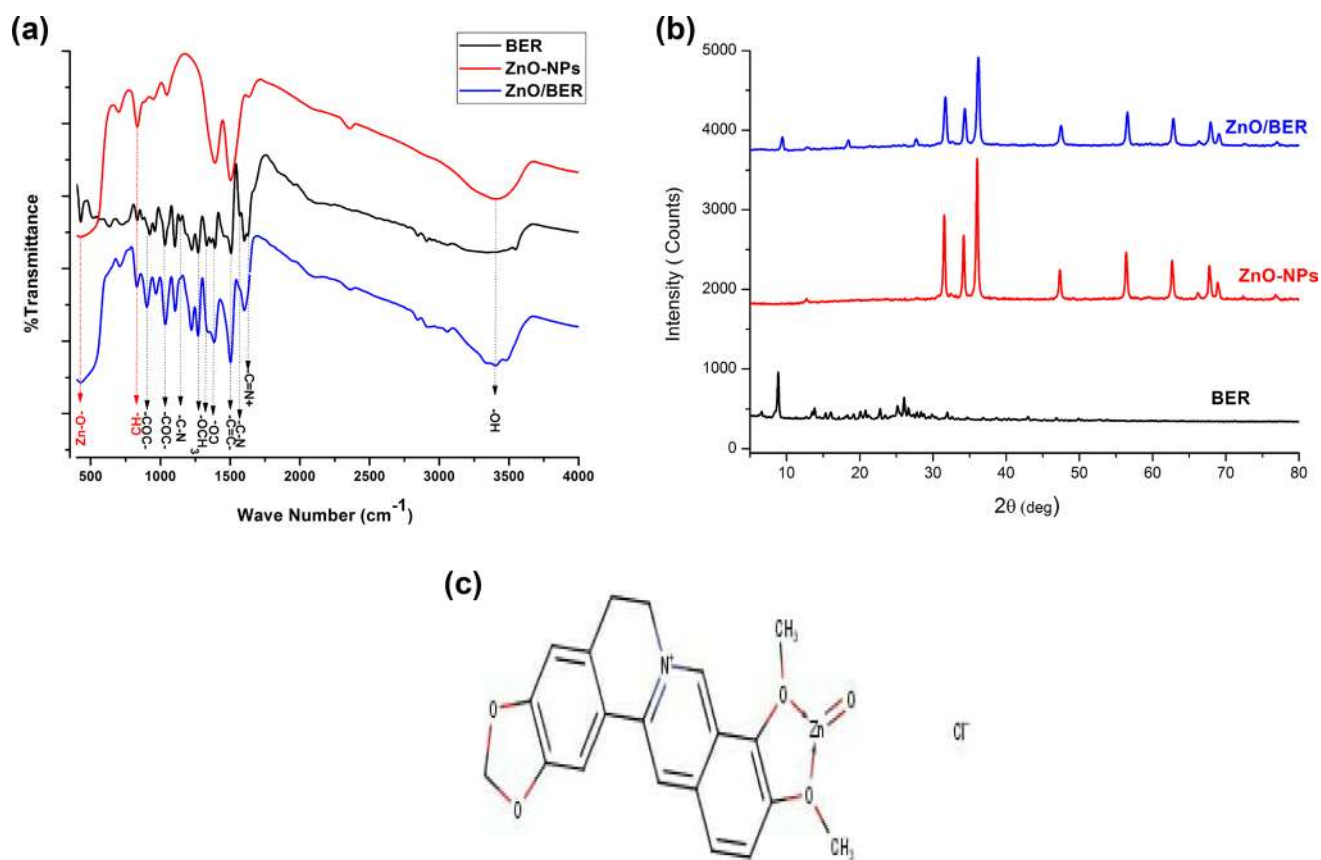 (a)
BER
ZnO-NPs
ZnO/BER
%Transmittance
Zn-O-
CH-
-COC-
-COC-
-C-N
-OCH3
-CO
-C=C
-C-N
-C=N+
-OH
500 1000 1500 2000 2500 3000 3500 4000
Wave Number (cm-1)
(b)
5000
4000
3000
2000
1000
0
Intensity ( Counts)
ZnO/BER
ZnO-NPs
BER
10 20 30 40 50 60 70 80
2θ (deg)
(c)
CH3
N+
O
O
Zn
O
O
O
CH3
Cl-